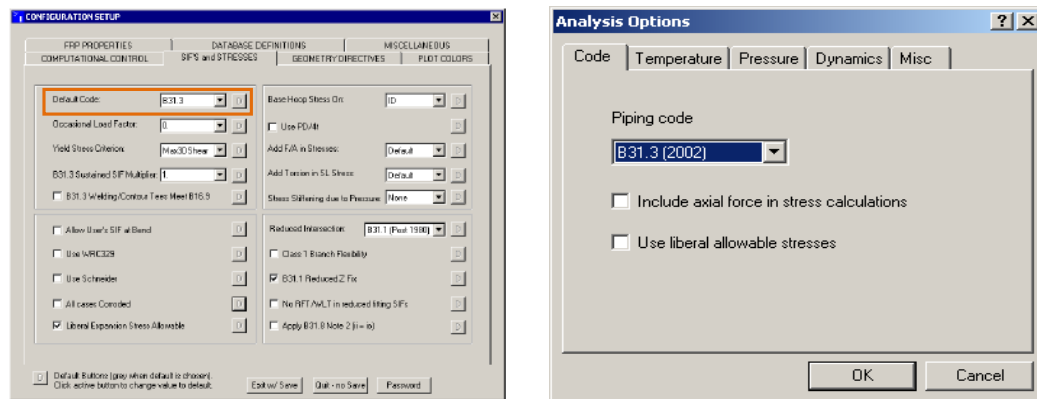 CONFIGURATION SETUP
FRP PROPERTIES DATABASE DEFINITIONS MISCELLANEOUS
COMPUTATIONAL CONTROL SIFS and STRESSES GEOMETRY DIRECTIVES PLOT COLORS
Default Code: B31.3 D
Occasional Load Factor: 0. D
Yield Stress Criterion: Max3DShear D
B31.3 Sustained SIF Multiplier: 1 D
B31.3 Welding/Contour Tees Meet B16.9 D
Allow User's SIF at Bend D
Use WRC329 D
Use Schneider D
All cases Corroded D
Liberal Expansion Stress Allowable D
Base Hoop Stress On: ID D
Use PD/4t D
Add F/A in Stresses: Default D
Add Torsion in SL Stress: Default D
Stress Stiffening due to Pressure: None D
Reduced Intersection: B31.1 (Post 1980) D
Class 1 Branch Flexibility D
B31.1 Reduced Z Fix D
No RFT/WLT in reduced fitting SIFs D
Apply B31.8 Note 2 (ii = io) D
D Default Buttons (grey when default is chosen).
Click active button to change value to default.
Exit w/ Save Quit - no Save Password
Analysis Options
Code Temperature Pressure Dynamics Misc
Piping code
B31.3 (2002)
Include axial force in stress calculations
Use liberal allowable stresses
OK Cancel